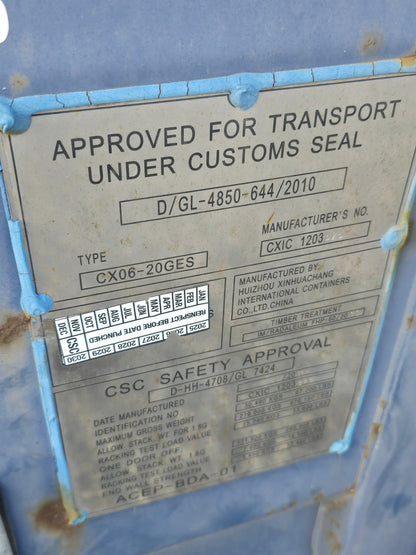 APPROVED FOR TRANSPORT
UNDER CUSTOMS SEAL
D/GL-4850-644/2010
TYPE
CX06-20GES
MANUFACTURER'S NO.
CXIC 1203
MANUFACTURED BY:
HUIZHOU XINHUACHANG
INTERNATIONAL CONTAINERS
CO.,LTD.CHINA
TIMBER TREATMENT
JAN FEB MAR APR MAY JUN JUL AUG SEP OCT NOV DEC
REINSPECT BEFORE DATE PUNCHED
2025 2026 2027 2028 2029 2030
CSC
CSC SAFETY APPROVAL
D-HH-4708/GL 7424
DATE MANUFACTURED
IDENTIFICATION NO.
CXIC 1203
MAXIMUM GROSS WEIGHT
ALLOW. STACK. WT. FOR 1.8G
RACKING TEST LOAD VALUE
ONE DOOR OFF
ALLOW. STACK. WT. 1.8G
RACKING TEST LOAD VALUE
END WALL STRENGTH
ACEP-BDA-01